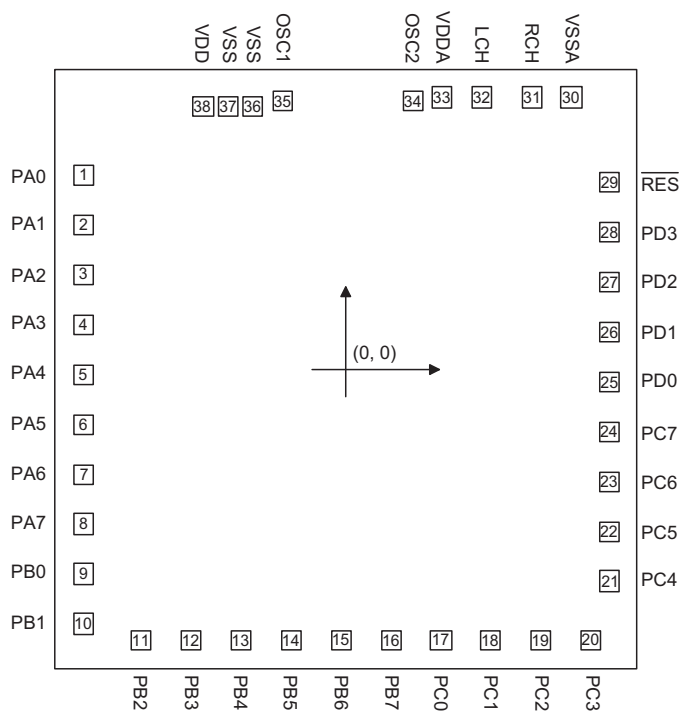 VDD VSS VSS OSC1 OSC2 VDDA LCH RCH VSSA
38 37 36 35 34 33 32 31 30
PA0 1 29 RES
PA1 2 28 PD3
PA2 3 27 PD2
PA3 4 26 PD1
(0, 0)
PA4 5 25 PD0
PA5 6 24 PC7
PA6 7 23 PC6
PA7 8 22 PC5
PB0 9 21 PC4
PB1 10
11 12 13 14 15 16 17 18 19 20
PB2 PB3 PB4 PB5 PB6 PB7 PC0 PC1 PC2 PC3